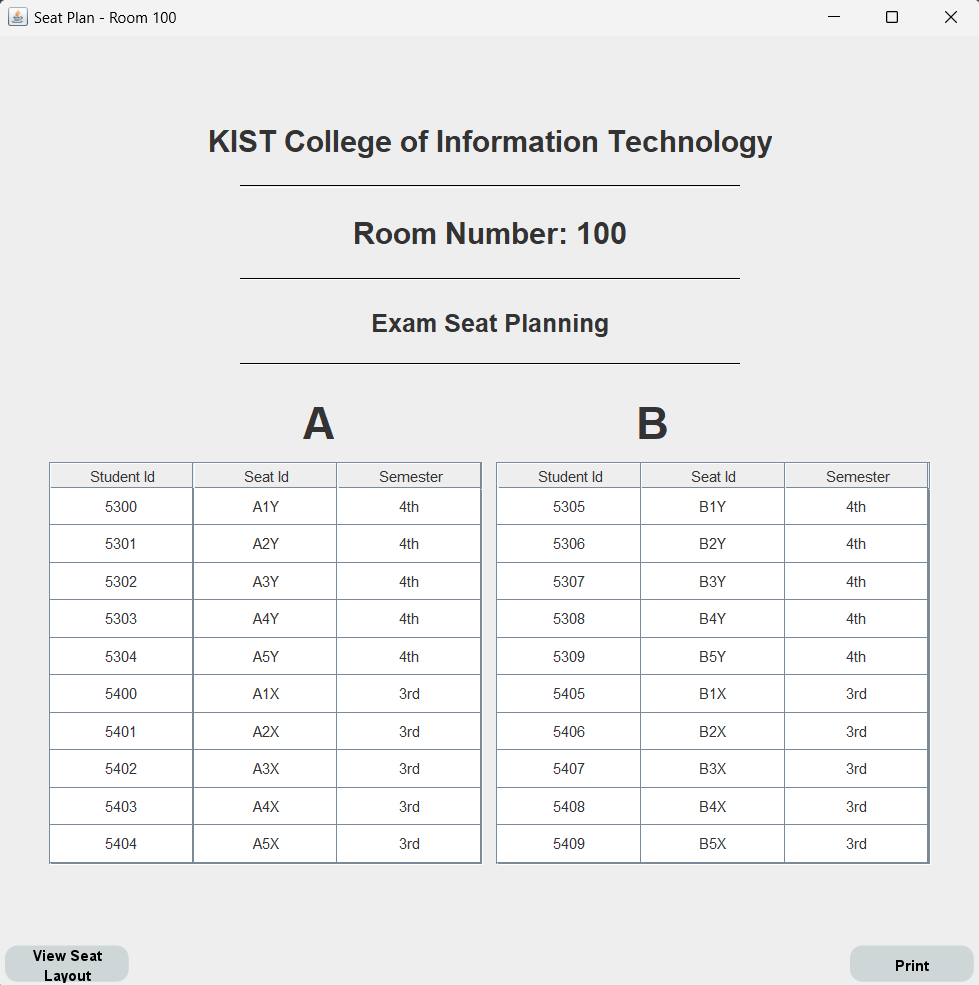 Seat Plan - Room 100
KIST College of Information Technology
Room Number: 100
Exam Seat Planning
A
Student Id Seat Id Semester
5300 A1Y 4th
5301 A2Y 4th
5302 A3Y 4th
5303 A4Y 4th
5304 A5Y 4th
5400 A1X 3rd
5401 A2X 3rd
5402 A3X 3rd
5403 A4X 3rd
5404 A5X 3rd
B
Student Id Seat Id Semester
5305 B1Y 4th
5306 B2Y 4th
5307 B3Y 4th
5308 B4Y 4th
5309 B5Y 4th
5405 B1X 3rd
5406 B2X 3rd
5407 B3X 3rd
5408 B4X 3rd
5409 B5X 3rd
View Seat
Layout
Print